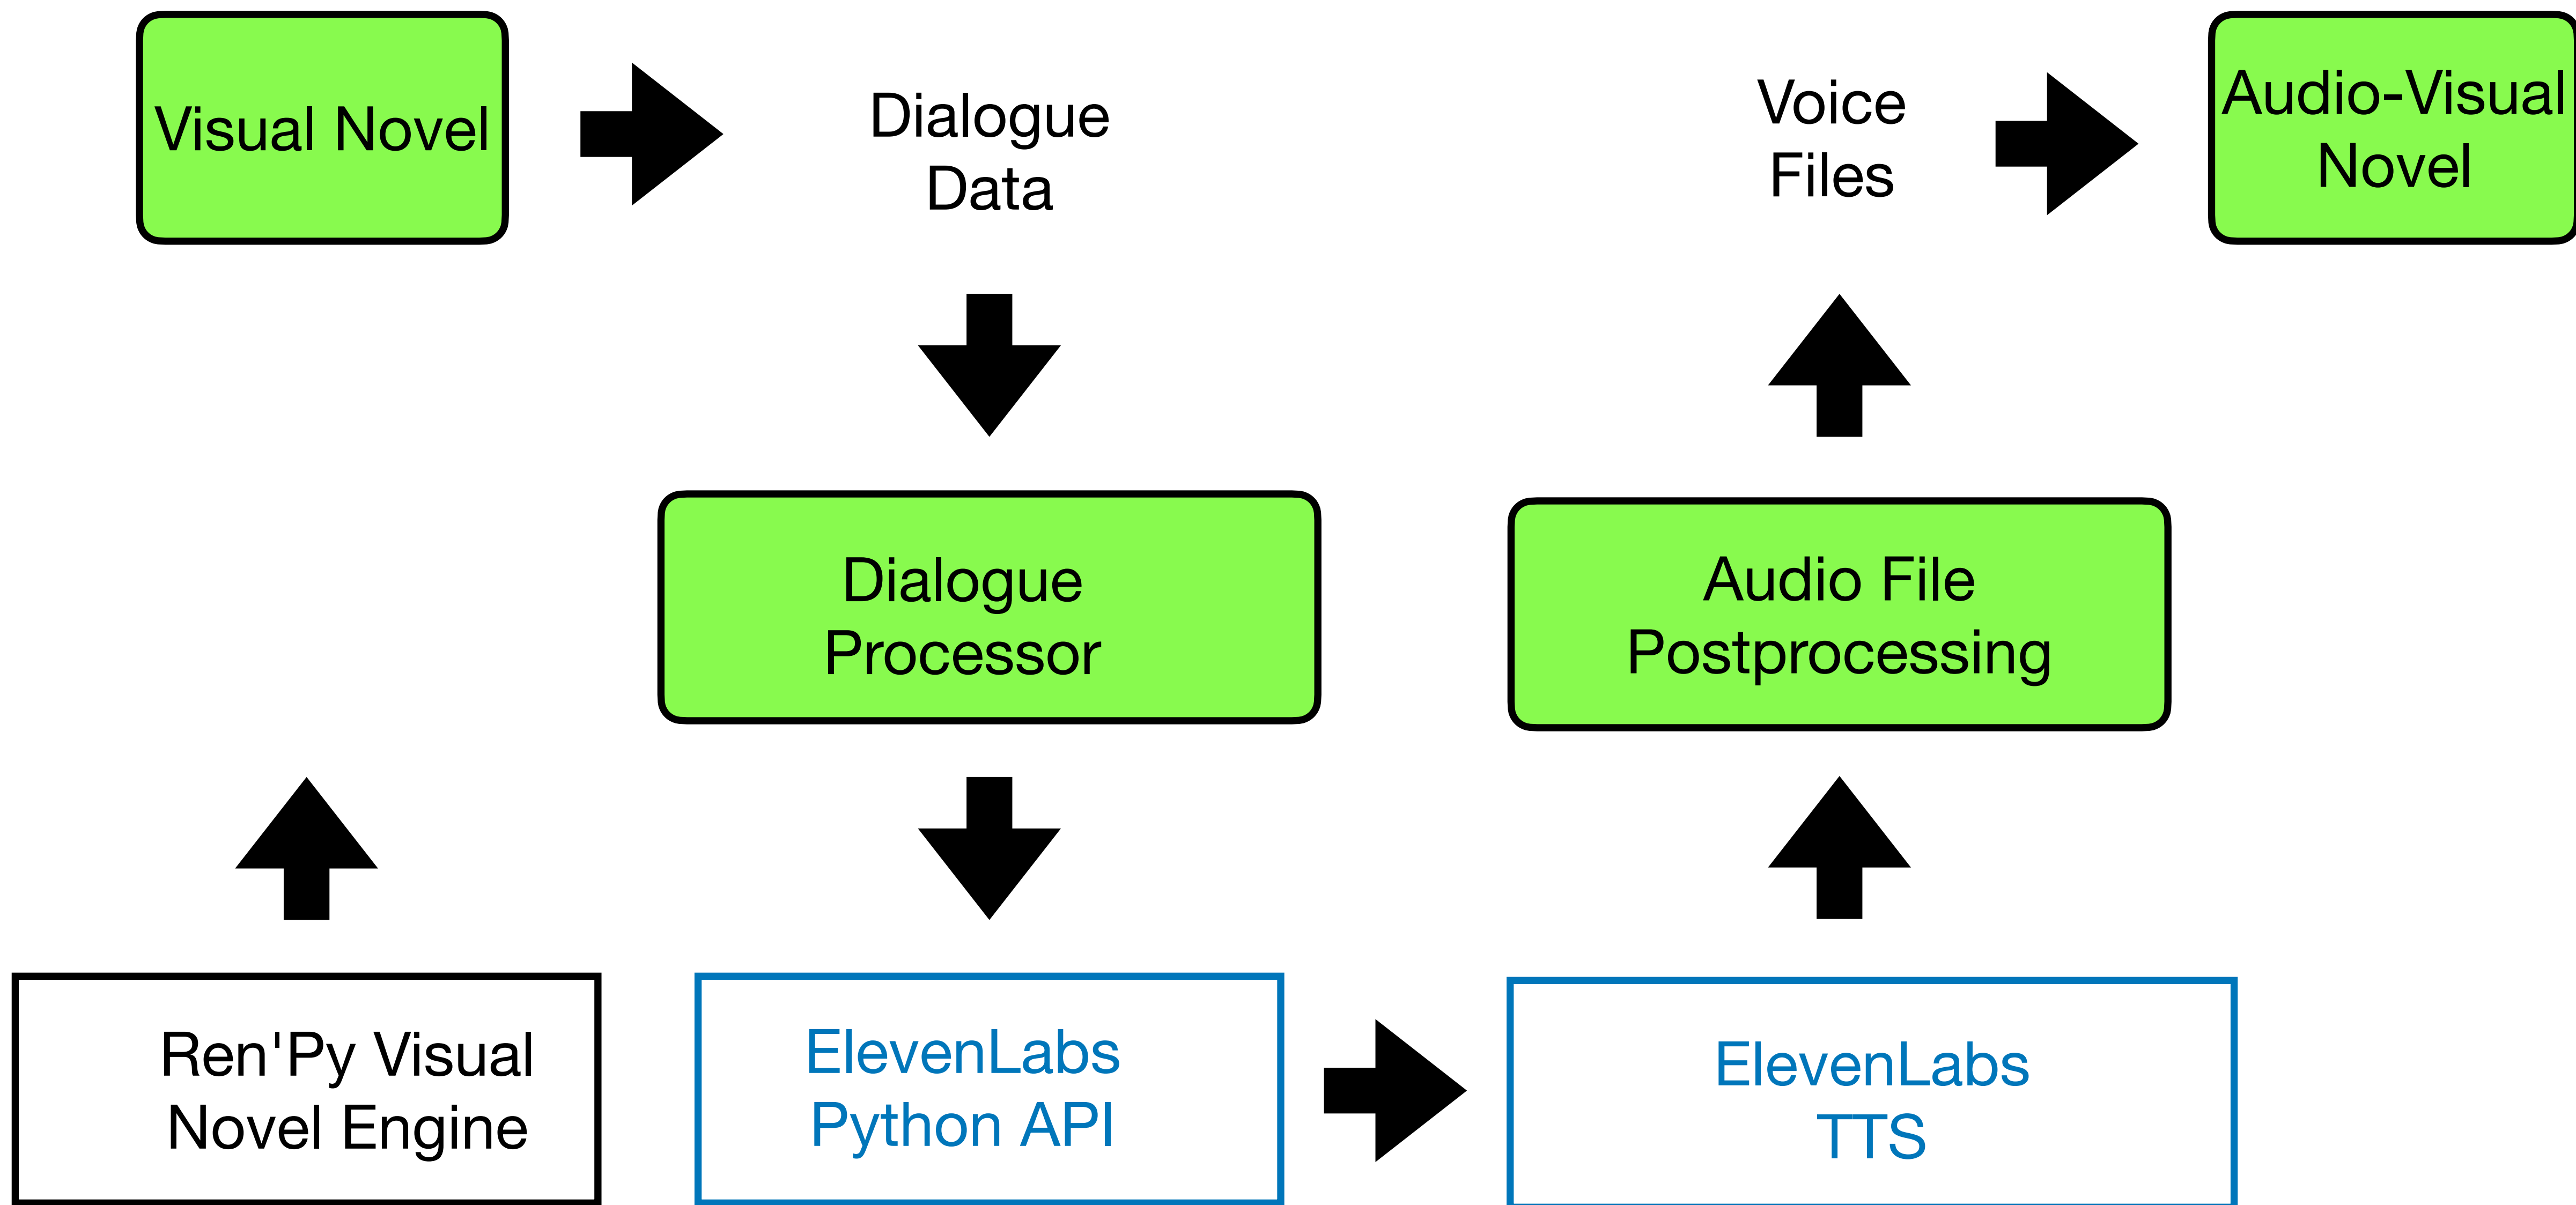 Visual Novel
Dialogue
Data
Voice
Files
Audio-Visual
Novel
Dialogue
Processor
Audio File
Postprocessing
Ren'Py Visual
Novel Engine
ElevenLabs
Python API
ElevenLabs
TTS